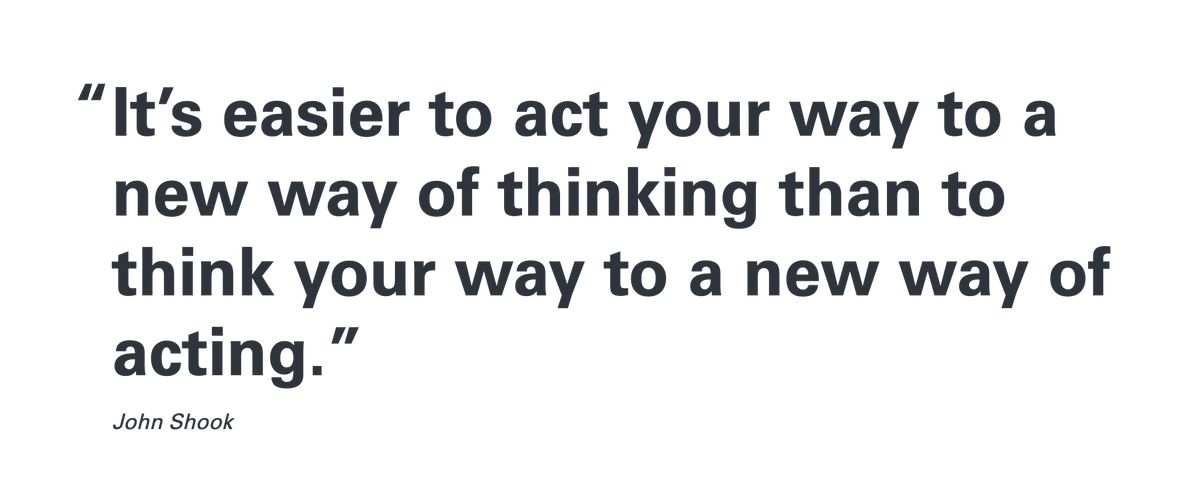 “It’s easier to act your way to a
new way of thinking than to
think your way to a new way of
acting.”
John Shook